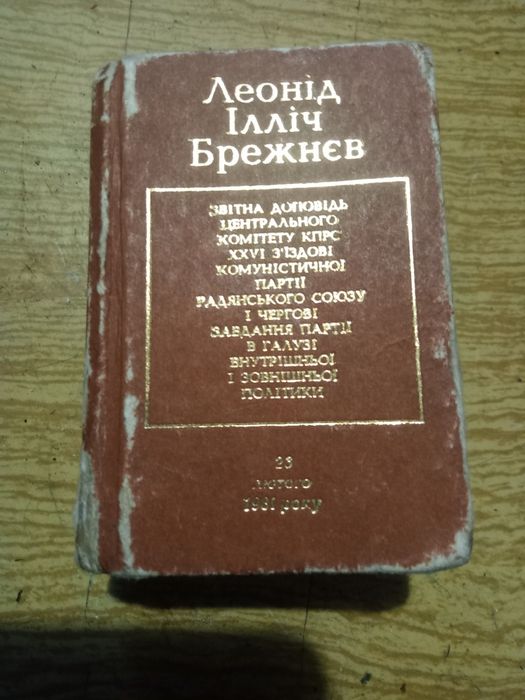 Леонід
Ілліч
Брежнєв
ЗВІТНА ДОПОВІДЬ
ЦЕНТРАЛЬНОГО
КОМІТЕТУ КПРС
XXVI З'ЇЗДОВІ
КОМУНІСТИЧНОЇ
ПАРТІЇ
РАДЯНСЬКОГО СОЮЗУ
І ЧЕРГОВІ
ЗАВДАННЯ ПАРТІЇ
В ГАЛУЗІ
ВНУТРІШНЬОЇ
І ЗОВНІШНЬОЇ
ПОЛІТИКИ
23
лютого
1981 року